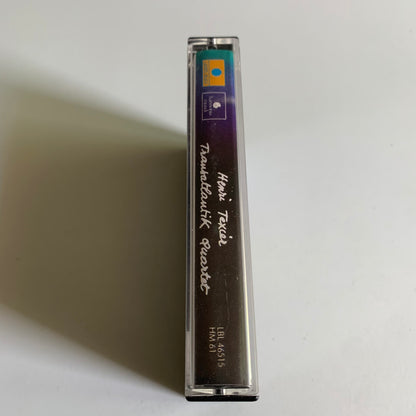 Henri Texier
Transatlantik Quartet
LBL 46515
HM 61